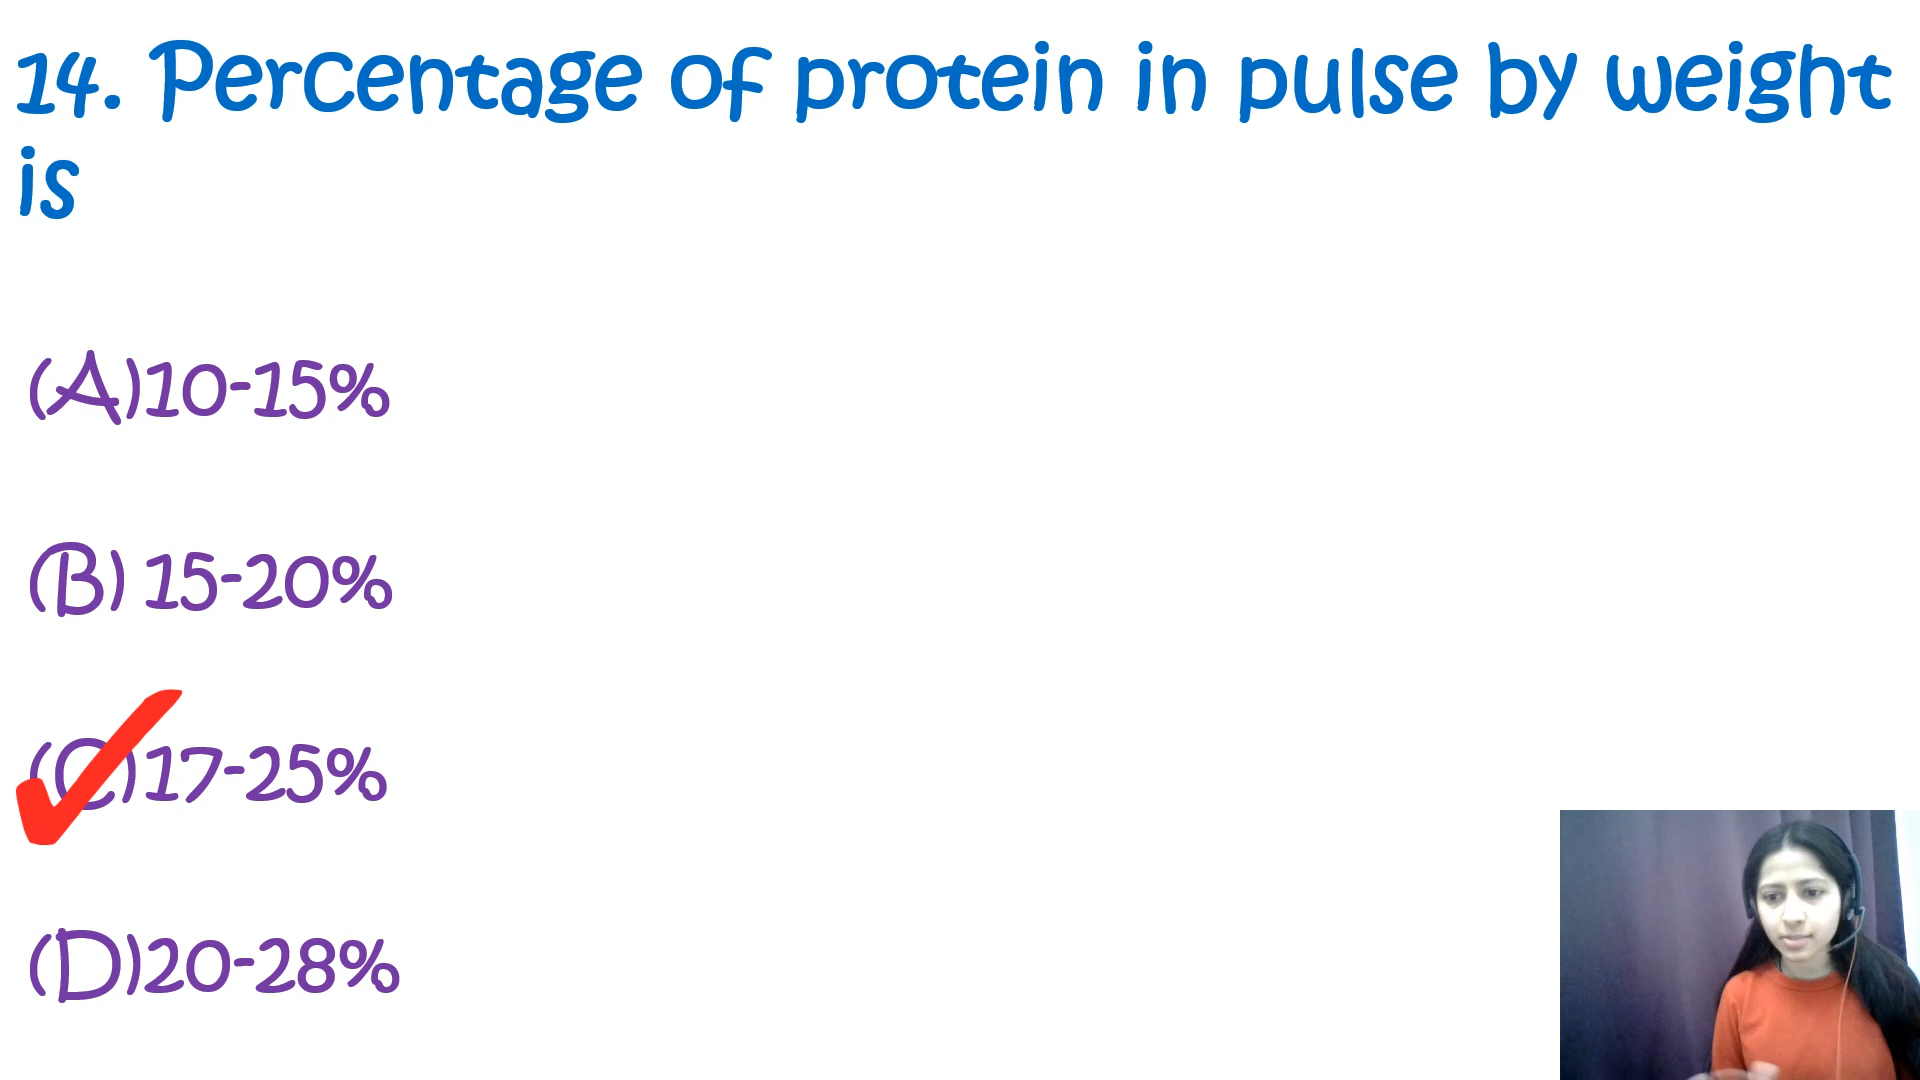 14. Percentage of protein in pulse by weight
is
(A)10-15%
(B) 15-20%
(C)17-25%
(D)20-28%